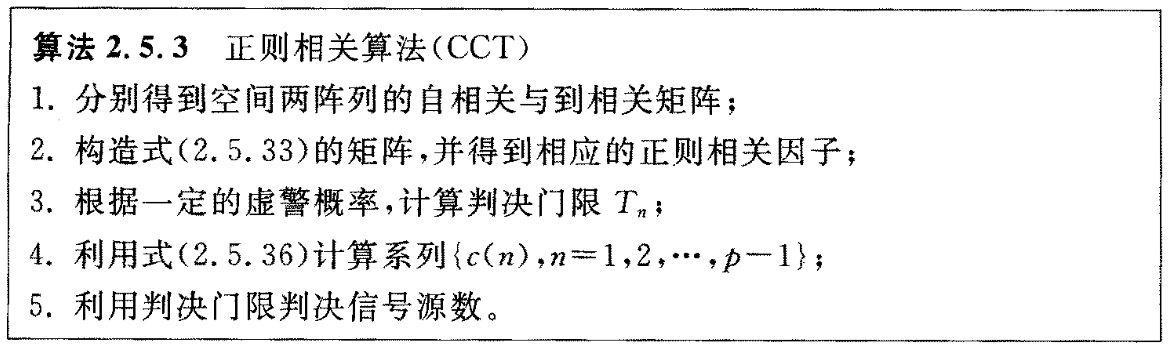 算法2.5.3 正则相关算法(CCT)
1. 分别得到空间两阵列的自相关与到相关矩阵;
2. 构造式(2.5.33)的矩阵,并得到相应的正则相关因子;
3. 根据一定的虚警概率,计算判决门限 Tₙ;
4. 利用式(2.5.36)计算系列{c(n),n=1,2,⋯,p−1};
5. 利用判决门限判决信号源数。